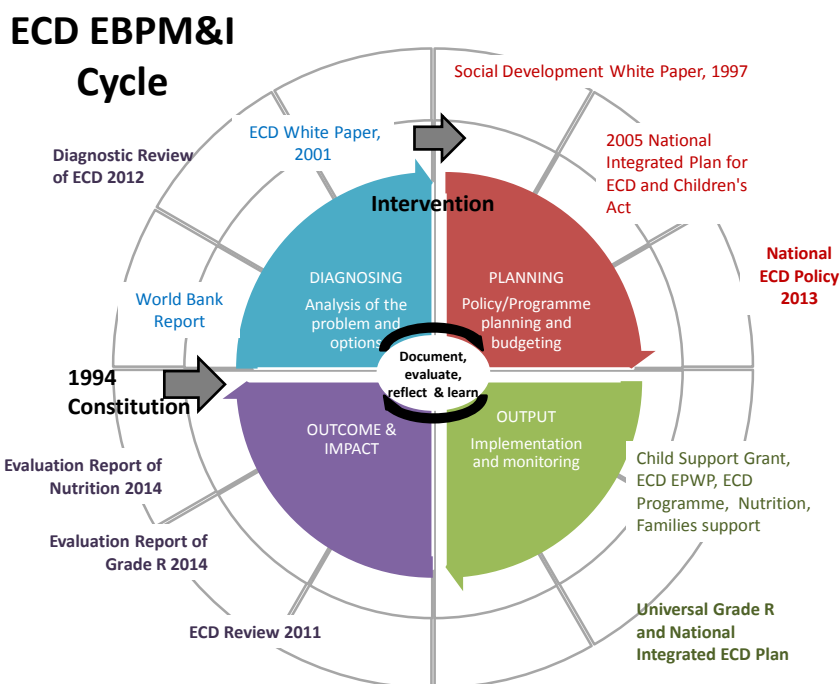 ECD EBPM&I
Cycle
Social Development White Paper, 1997
ECD White Paper,
2001
Diagnostic Review
of ECD 2012
2005 National
Integrated Plan for
ECD and Children's
Act
Intervention
National
ECD Policy
2013
DIAGNOSING
Analysis of the
problem and
options
PLANNING
Policy/Programme
planning and
budgeting
World Bank
Report
Document,
evaluate,
reflect & learn
1994
Constitution
OUTCOME &
IMPACT
OUTPUT
Implementation
and monitoring
Evaluation Report of
Nutrition 2014
Child Support Grant,
ECD EPWP, ECD
Programme, Nutrition,
Families support
Evaluation Report of
Grade R 2014
ECD Review 2011
Universal Grade R
and National
Integrated ECD Plan